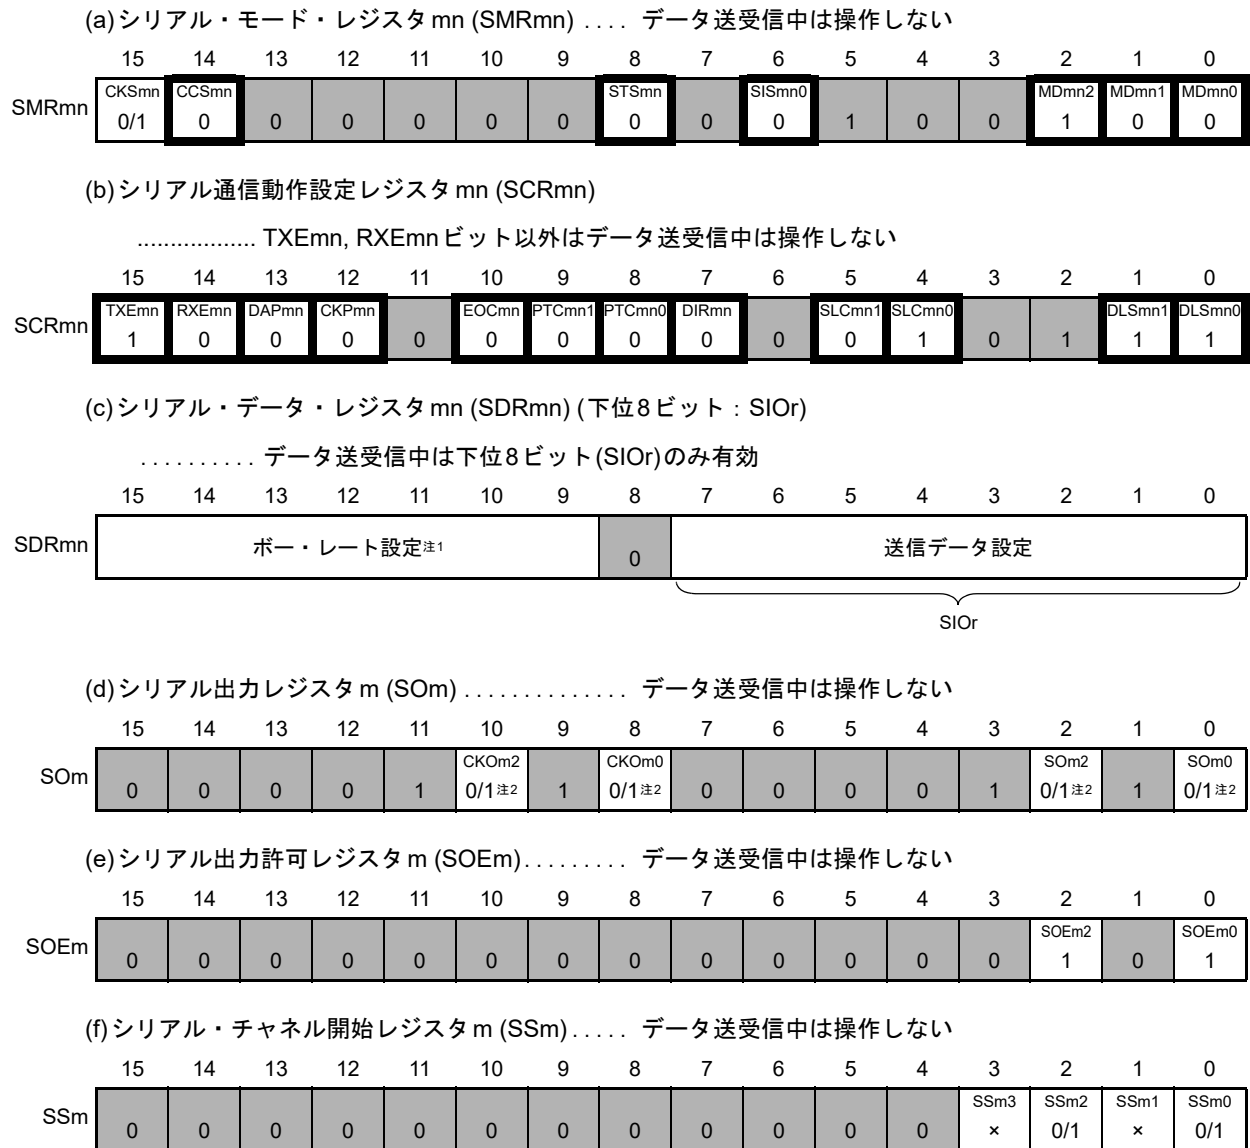 (a)シリアル・モード・レジスタmn (SMRmn) .... データ送受信中は操作しない
15 14 13 12 11 10 9 8 7 6 5 4 3 2 1 0
CKSmn CCSmn STSmn SISmn0 MDmn2 MDmn1 MDmn0
SMRmn 0/1 0 0 0 0 0 0 0 0 0 1 0 0 1 0 0
(b)シリアル通信動作設定レジスタmn (SCRmn)
.................. TXEmn, RXEmnビット以外はデータ送受信中は操作しない
15 14 13 12 11 10 9 8 7 6 5 4 3 2 1 0
TXEmn RXEmn DAPmn CKPmn EOCmn PTCmn1 PTCmn0 DIRmn SLCmn1 SLCmn0 DLSmn1 DLSmn0
SCRmn 1 0 0 0 0 0 0 0 0 0 0 1 0 1 1 1
(c)シリアル・データ・レジスタmn (SDRmn) (下位8ビット：SIOr)
.......... データ送受信中は下位8ビット(SIOr)のみ有効
15 14 13 12 11 10 9 8 7 6 5 4 3 2 1 0
SDRmn ボー・レート設定注1 0 送信データ設定
SIOr
(d)シリアル出力レジスタm (SOm) .............. データ送受信中は操作しない
15 14 13 12 11 10 9 8 7 6 5 4 3 2 1 0
CKOm2 CKOm0 SOm2 SOm0
SOm 0 0 0 0 1 0/1注2 1 0/1注2 0 0 0 0 1 0/1注2 1 0/1注2
(e)シリアル出力許可レジスタm (SOEm)......... データ送受信中は操作しない
15 14 13 12 11 10 9 8 7 6 5 4 3 2 1 0
SOEm2 SOEm0
SOEm 0 0 0 0 0 0 0 0 0 0 0 0 0 1 0 1
(f)シリアル・チャネル開始レジスタm (SSm)..... データ送受信中は操作しない
15 14 13 12 11 10 9 8 7 6 5 4 3 2 1 0
SSm3 SSm2 SSm1 SSm0
SSm 0 0 0 0 0 0 0 0 0 0 0 0 × 0/1 × 0/1